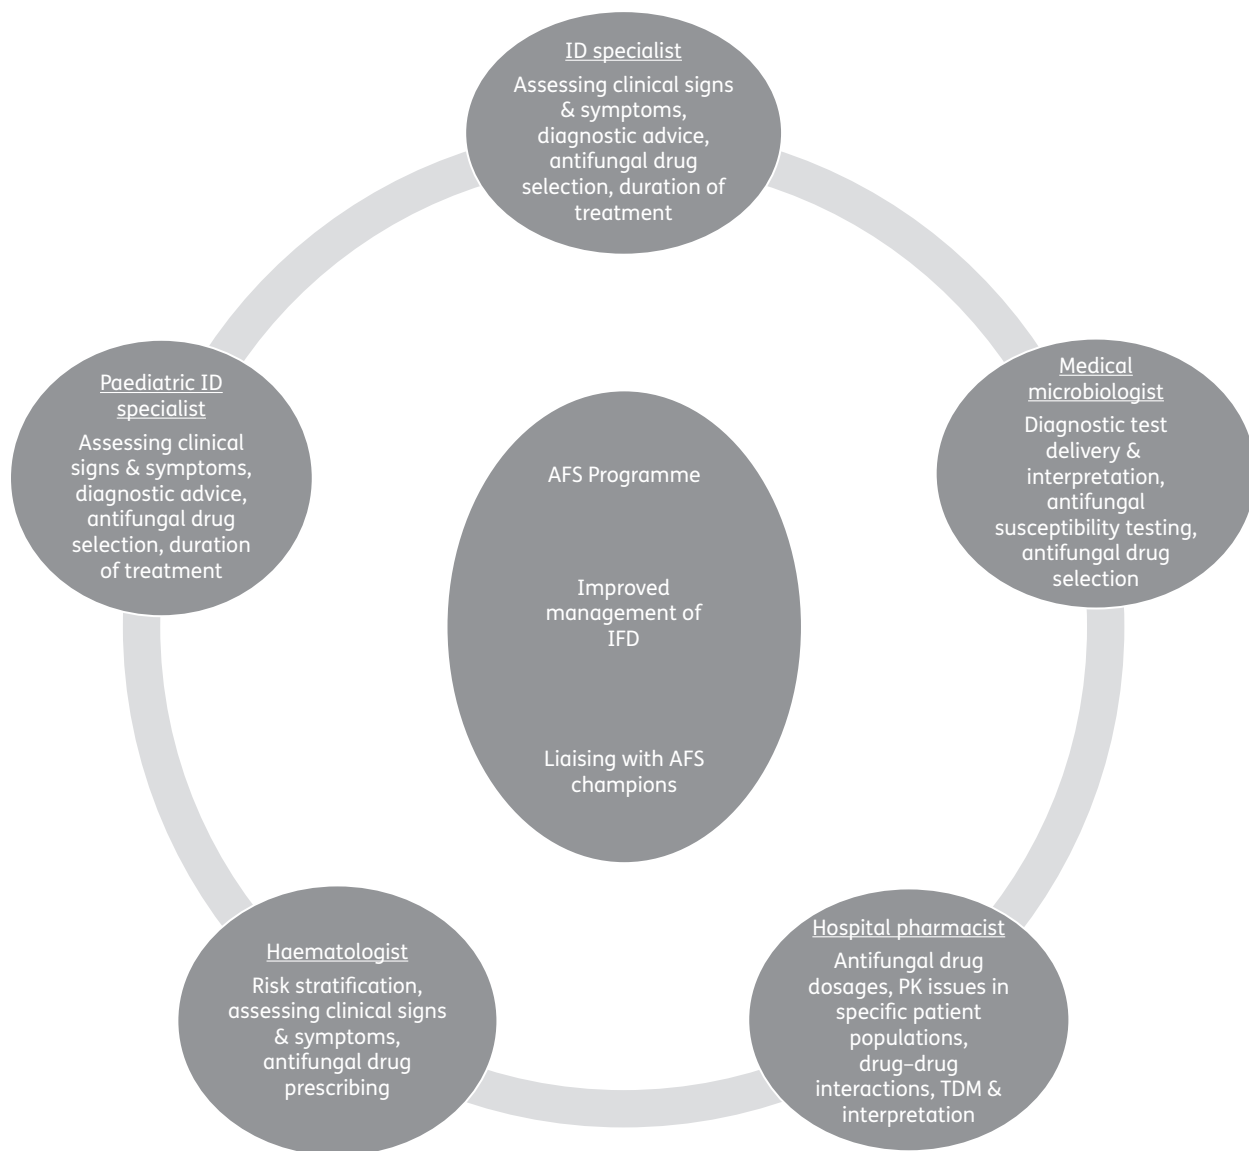 ID specialist
Assessing clinical signs
& symptoms,
diagnostic advice,
antifungal drug
selection, duration of
treatment
Paediatric ID
specialist
Assessing clinical
signs & symptoms,
diagnostic advice,
antifungal drug
selection, duration
of treatment
Medical
microbiologist
Diagnostic test
delivery &
interpretation,
antifungal
susceptibility testing,
antifungal drug
selection
AFS Programme
Improved
management of
IFD
Liaising with AFS
champions
Haematologist
Risk stratification,
assessing clinical signs
& symptoms,
antifungal drug
prescribing
Hospital pharmacist
Antifungal drug
dosages, PK issues in
specific patient
populations,
drug–drug
interactions, TDM &
interpretation